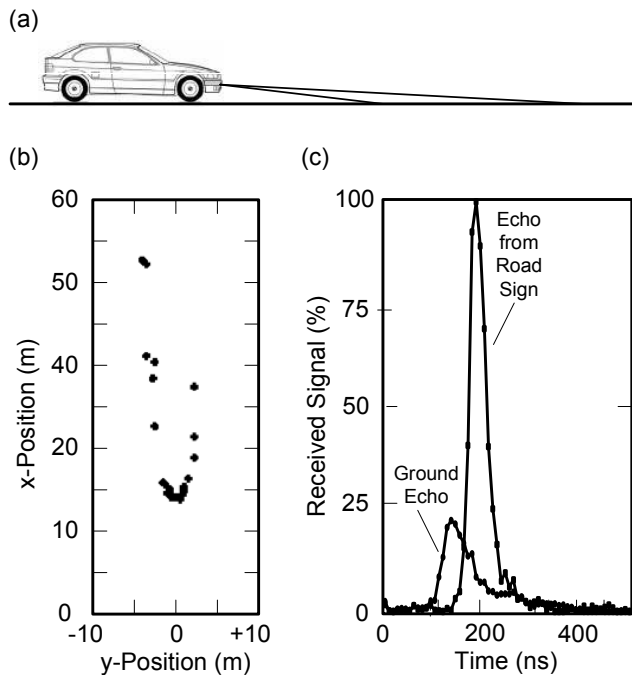 (a)
(b)
(c)
60
50
40
20
10
0
-10
0
+10
x-Position (m)
y-Position (m)
100
75
50
25
0
0
200
400
Received Signal (%)
Time (ns)
Echo
from
Road
Sign
Ground
Echo